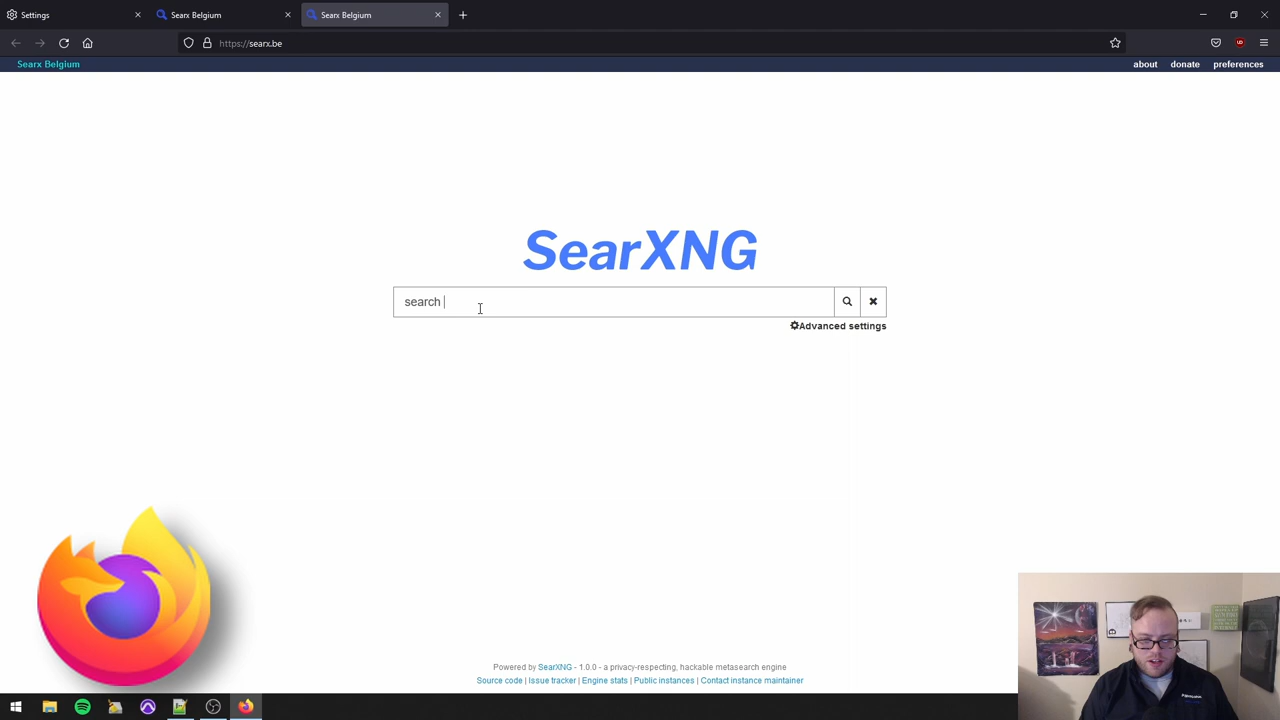 Settings
Searx Belgium
Searx Belgium
https://searx.be
Searx Belgium
about
donate
preferences
SearXNG
search
Advanced settings
Powered by SearXNG - 1.0.0 - a privacy-respecting, hackable metasearch engine
Source code | Issue tracker | Engine stats | Public instances | Contact instance maintainer